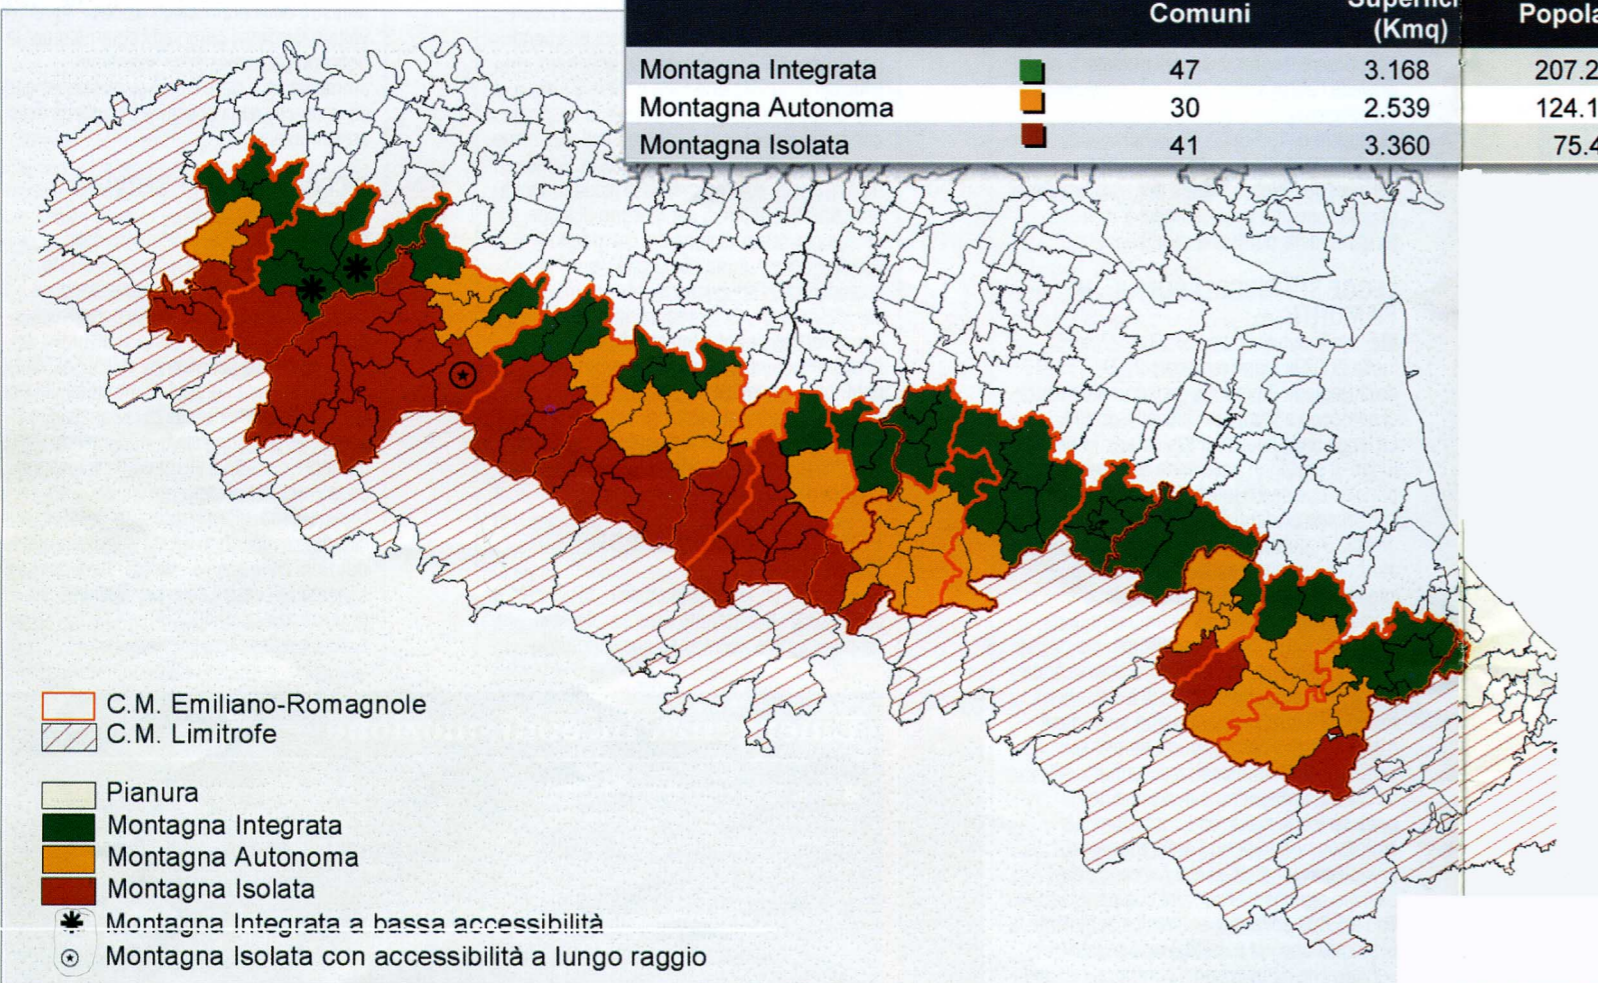 Comuni
(Kmq)
Montagna Integrata 47 3.168 207.2
Montagna Autonoma 30 2.539 124.1
Montagna Isolata 41 3.360 75.4
C.M. Emiliano-Romagnole
C.M. Limitrofe
Pianura
Montagna Integrata
Montagna Autonoma
Montagna Isolata
Montagna Integrata a bassa accessibilità
Montagna Isolata con accessibilità a lungo raggio